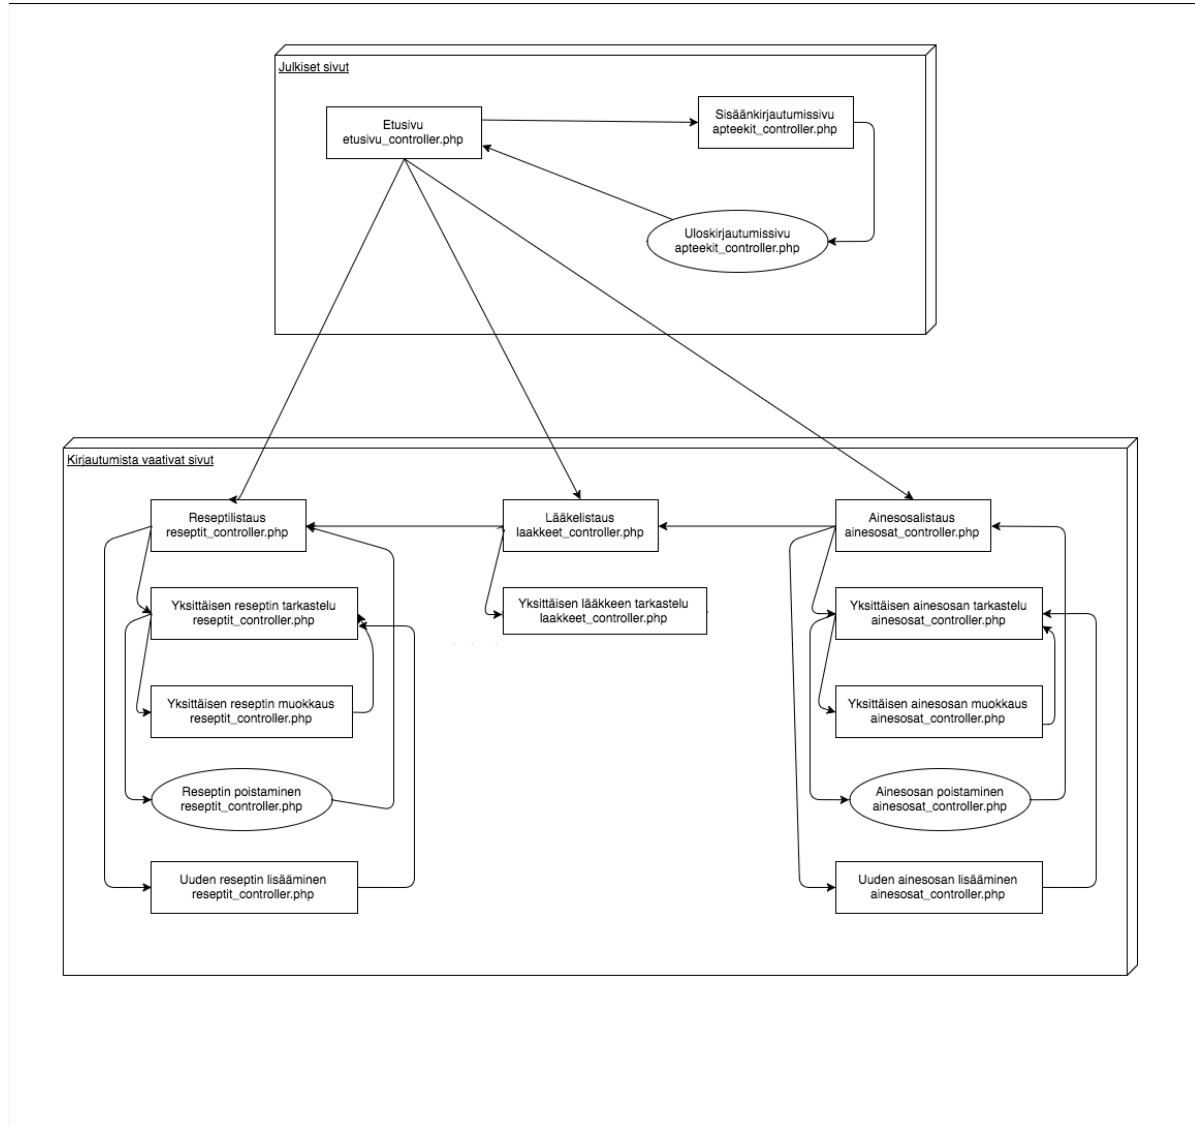 Julkiset sivut
Etusivu
etusivu_controller.php
Sisäänkirjautumissivu
apteekit_controller.php
Uloskirjautumissivu
apteekit_controller.php
Kirjautumista vaativat sivut
Reseptilistaus
reseptit_controller.php
Lääkelistaus
laakkeet_controller.php
Ainesosalistaus
ainesosat_controller.php
Yksittäisen reseptin tarkastelu
reseptit_controller.php
Yksittäisen lääkkeen tarkastelu
laakkeet_controller.php
Yksittäisen ainesosan tarkastelu
ainesosat_controller.php
Yksittäisen reseptin muokkaus
reseptit_controller.php
Yksittäisen ainesosan muokkaus
ainesosat_controller.php
Reseptin poistaminen
reseptit_controller.php
Ainesosan poistaminen
ainesosat_controller.php
Uuden reseptin lisääminen
reseptit_controller.php
Uuden ainesosan lisääminen
ainesosat_controller.php